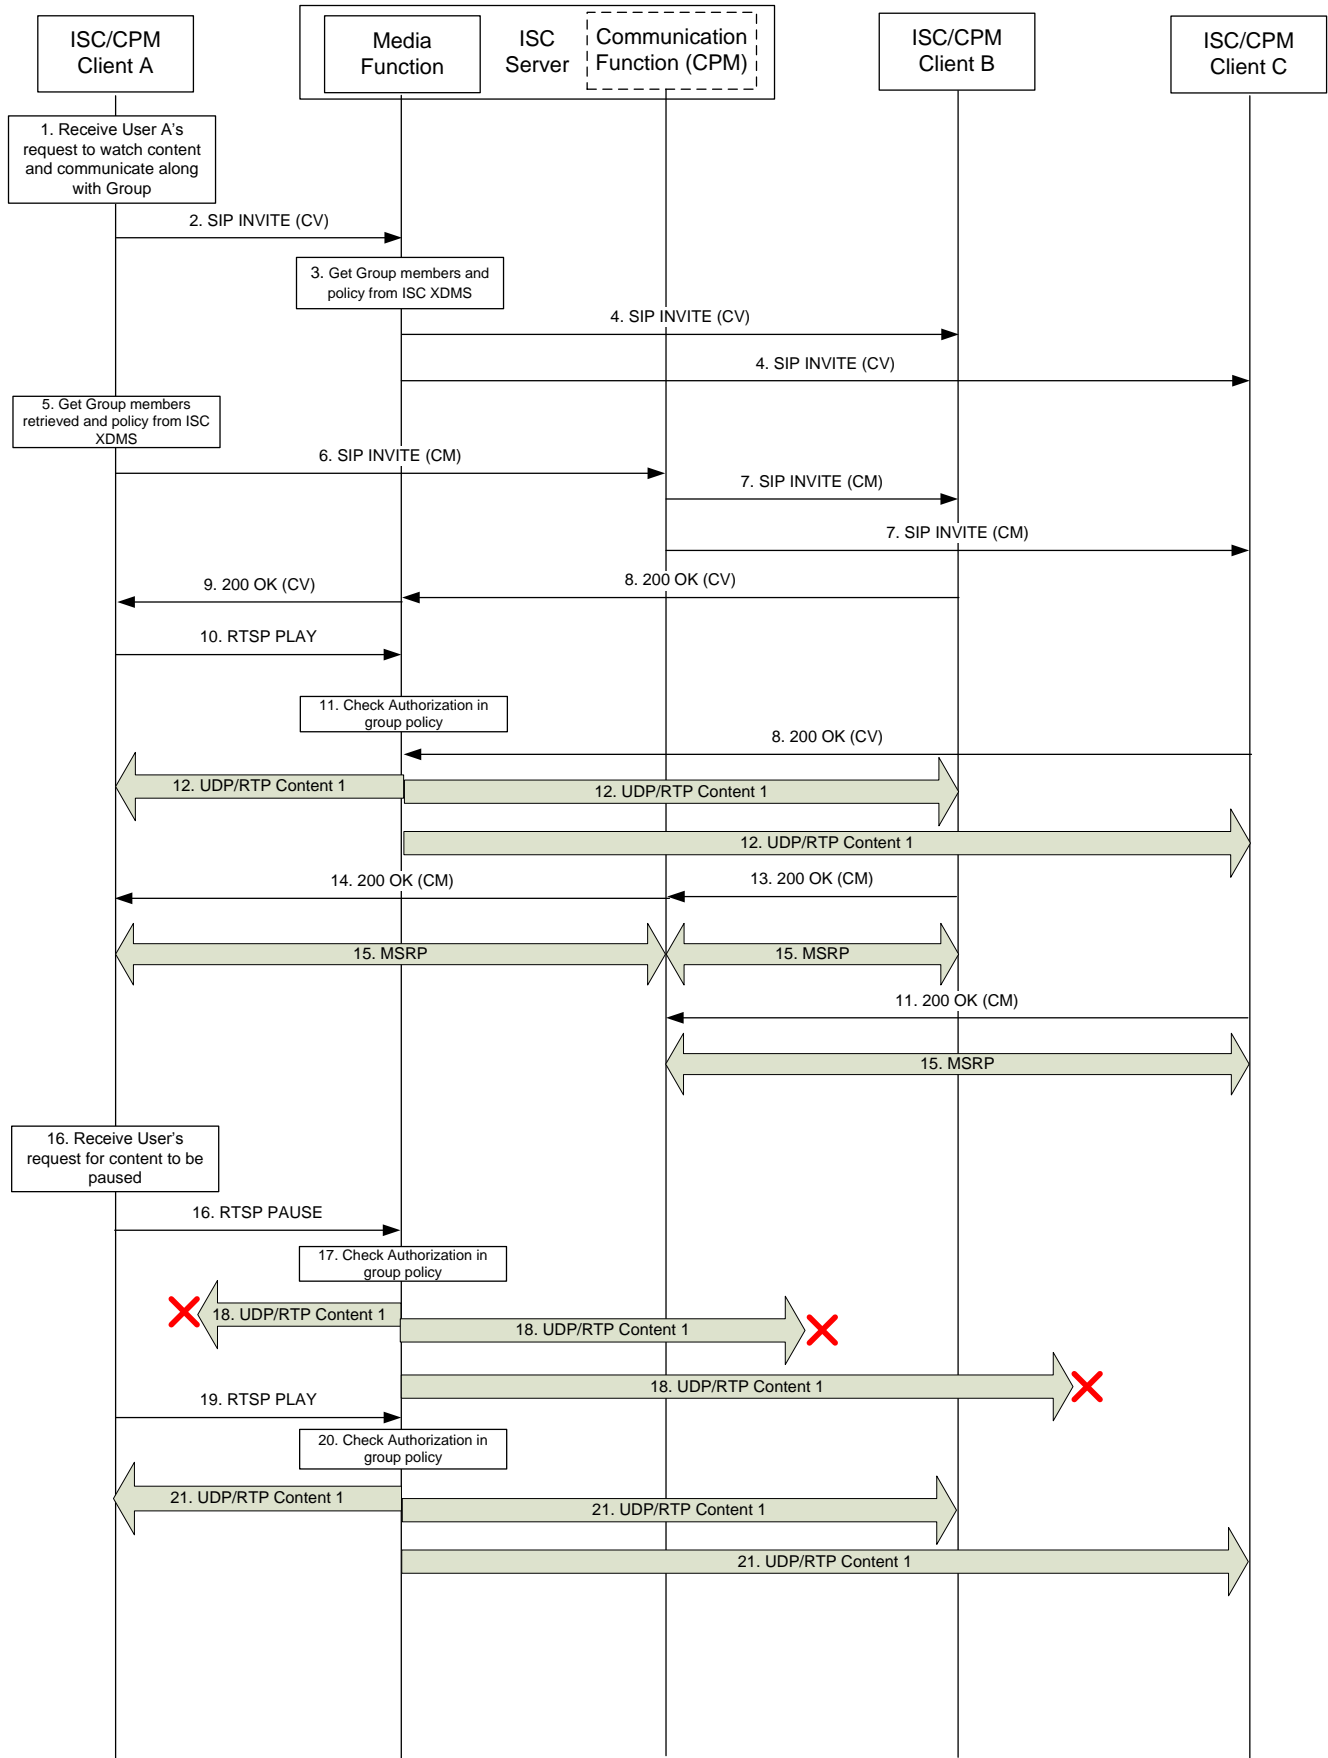 ISC/CPM
Client A
Media
Function
ISC
Server
Communication
Function (CPM)
ISC/CPM
Client B
ISC/CPM
Client C
1. Receive User A's
request to watch content
and communicate along
with Group
2. SIP INVITE (CV)
3. Get Group members and
policy from ISC XDMS
4. SIP INVITE (CV)
4. SIP INVITE (CV)
5. Get Group members
retrieved and policy from ISC
XDMS
6. SIP INVITE (CM)
7. SIP INVITE (CM)
7. SIP INVITE (CM)
8. 200 OK (CV)
9. 200 OK (CV)
10. RTSP PLAY
11. Check Authorization in
group policy
8. 200 OK (CV)
12. UDP/RTP Content 1
12. UDP/RTP Content 1
12. UDP/RTP Content 1
13. 200 OK (CM)
14. 200 OK (CM)
15. MSRP
15. MSRP
11. 200 OK (CM)
15. MSRP
16. Receive User's
request for content to be
paused
16. RTSP PAUSE
17. Check Authorization in
group policy
18. UDP/RTP Content 1
18. UDP/RTP Content 1
18. UDP/RTP Content 1
19. RTSP PLAY
20. Check Authorization in
group policy
21. UDP/RTP Content 1
21. UDP/RTP Content 1
21. UDP/RTP Content 1